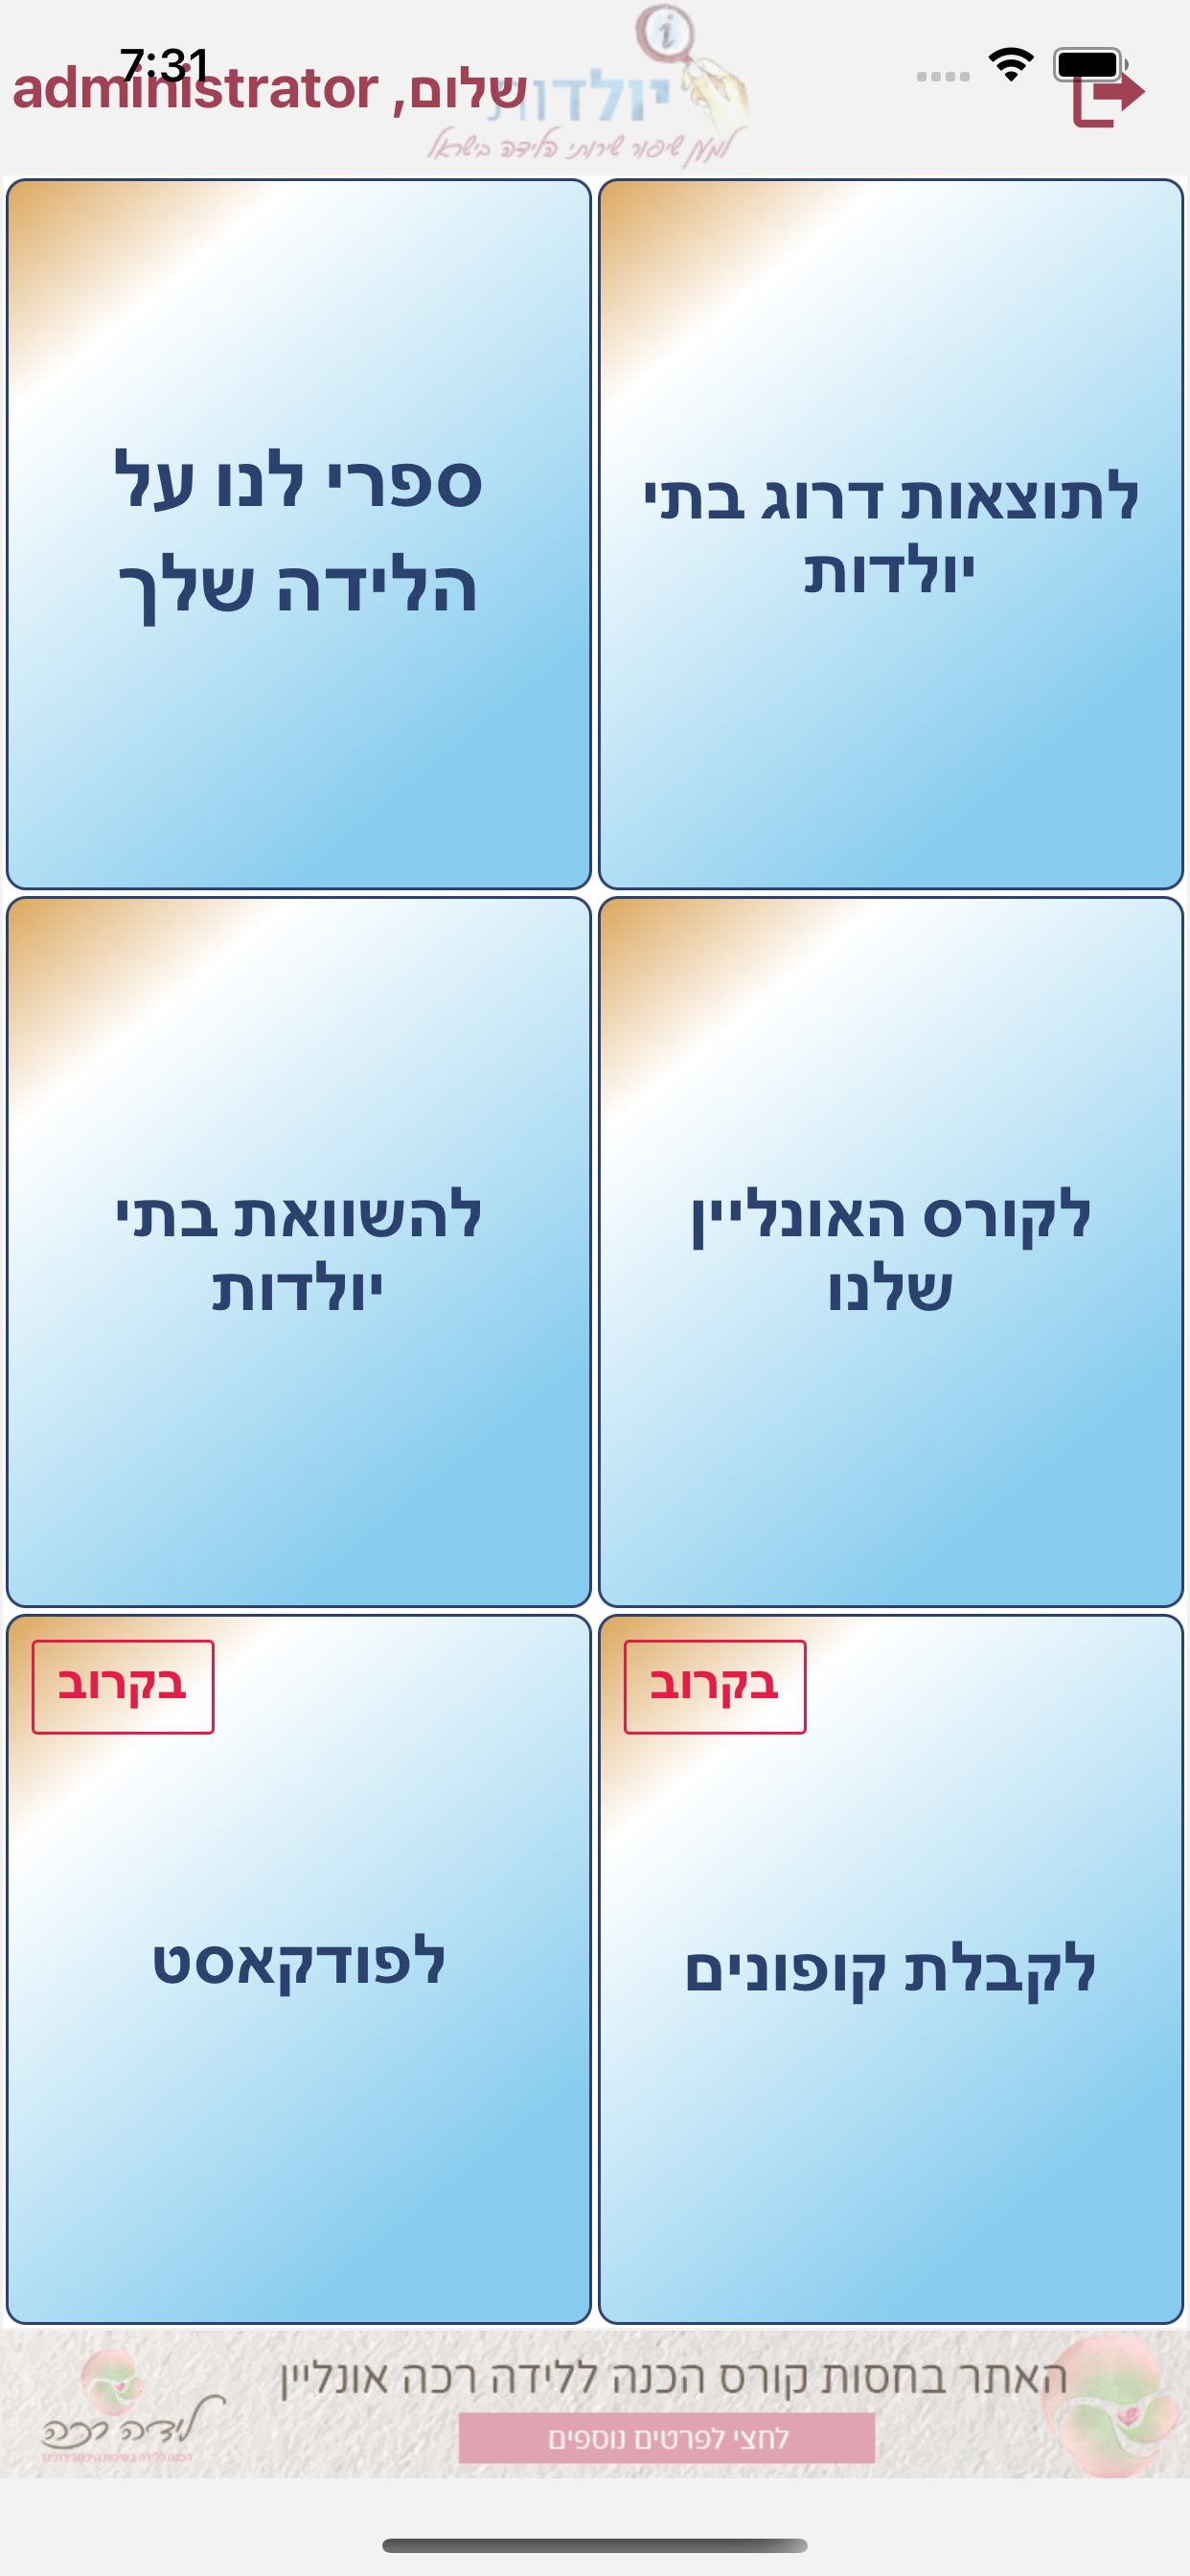 7:31
שלום, administrator
i
יולדות
למען שיפור שירותי הלידה בישראל
לתוצאות דרוג בתי
יולדות
ספרי לנו על
הלידה שלך
לקורס האונליין
שלנו
להשוואת בתי
יולדות
בקרוב
לקבלת קופונים
בקרוב
לפודקאסט
האתר בחסות קורס הכנה ללידה רכה אונליין
לחצי לפרטים נוספים
לידה רכה